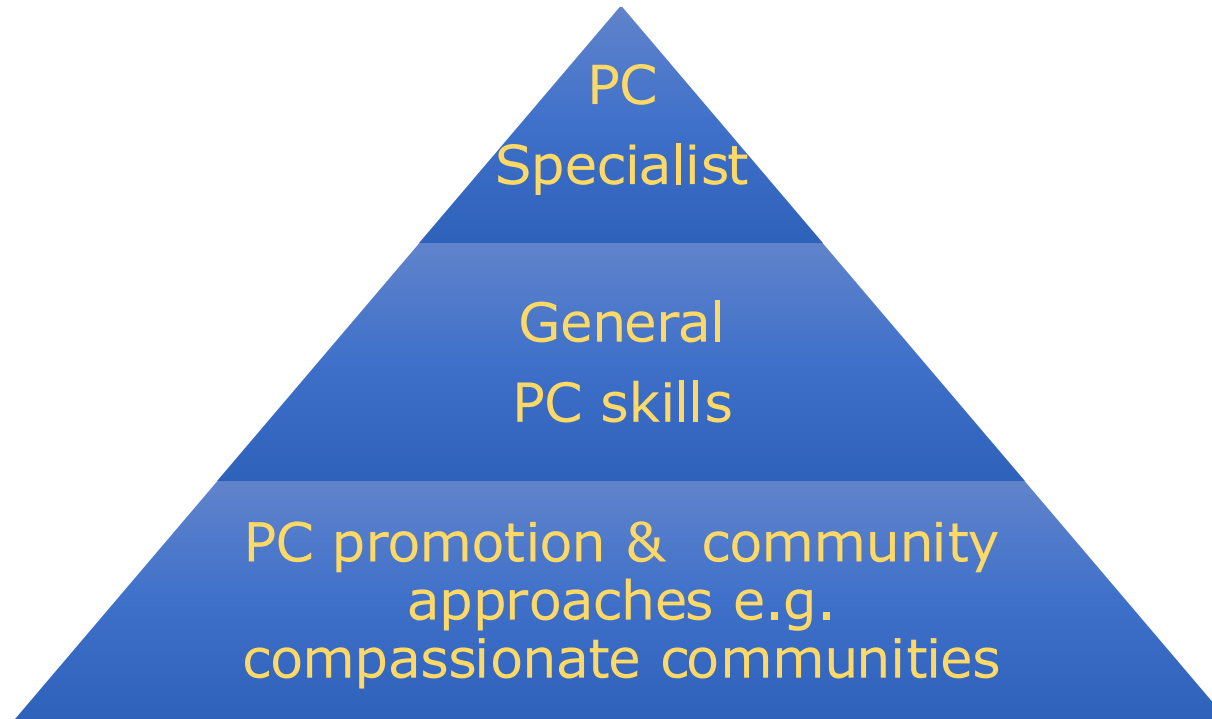 PC
Specialist
General
PC skills
PC promotion & community
approaches e.g.
compassionate communities